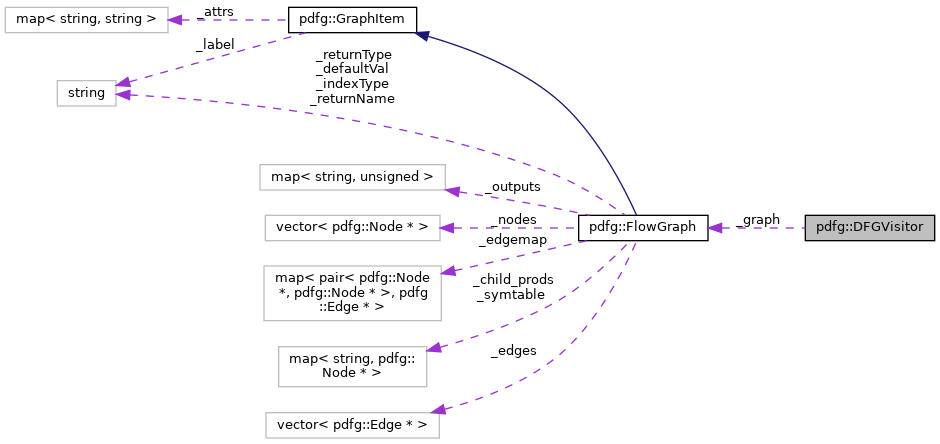 map< string, string >
_attrs
pdfg::GraphItem
_label
string
_returnType
_defaultVal
_indexType
_returnName
map< string, unsigned >
_outputs
vector< pdfg::Node * >
_nodes
pdfg::FlowGraph
_graph
pdfg::DFGVisitor
_edgemap
map< pair< pdfg::Node
*, pdfg::Node * >, pdfg
::Edge * >
_child_prods
_symtable
map< string, pdfg::
Node * >
_edges
vector< pdfg::Edge * >